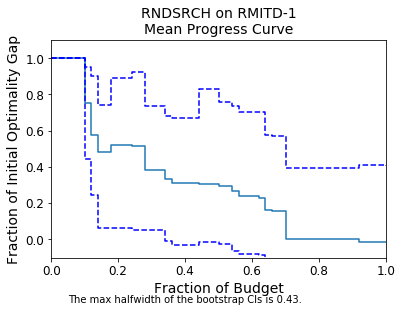 RNDSRCH on RMITD-1
Mean Progress Curve
Fraction of Initial Optimality Gap
1.0
0.8
0.6
0.4
0.2
0.0
0.0 0.2 0.4 0.6 0.8 1.0
Fraction of Budget
The max halfwidth of the bootstrap CIs is 0.43.